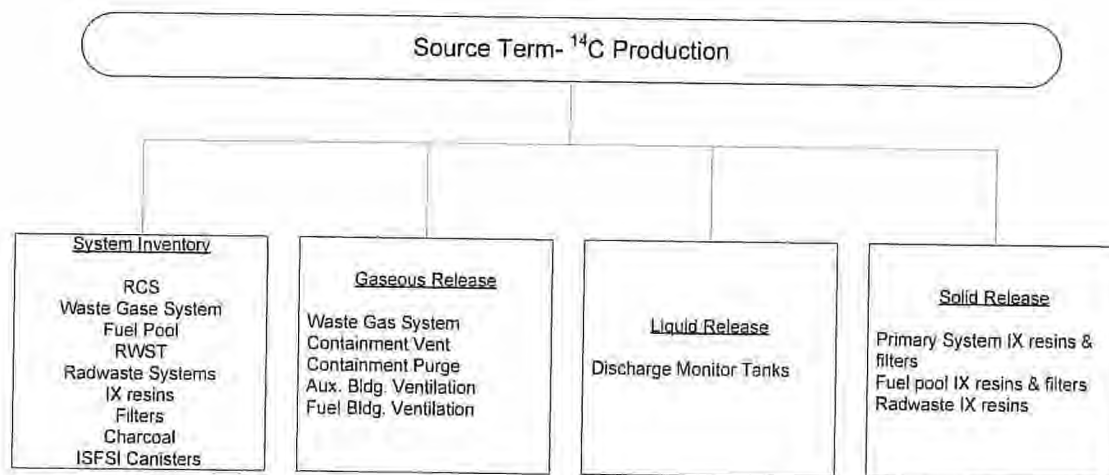 Source Term- ¹⁴C Production
System Inventory
RCS
Waste Gase System
Fuel Pool
RWST
Radwaste Systems
IX resins
Filters
Charcoal
ISFSI Canisters
Gaseous Release
Waste Gas System
Containment Vent
Containment Purge
Aux. Bldg. Ventilation
Fuel Bldg. Ventilation
Liquid Release
Discharge Monitor Tanks
Solid Release
Primary System IX resins &
filters
Fuel pool IX resins & filters
Radwaste IX resins